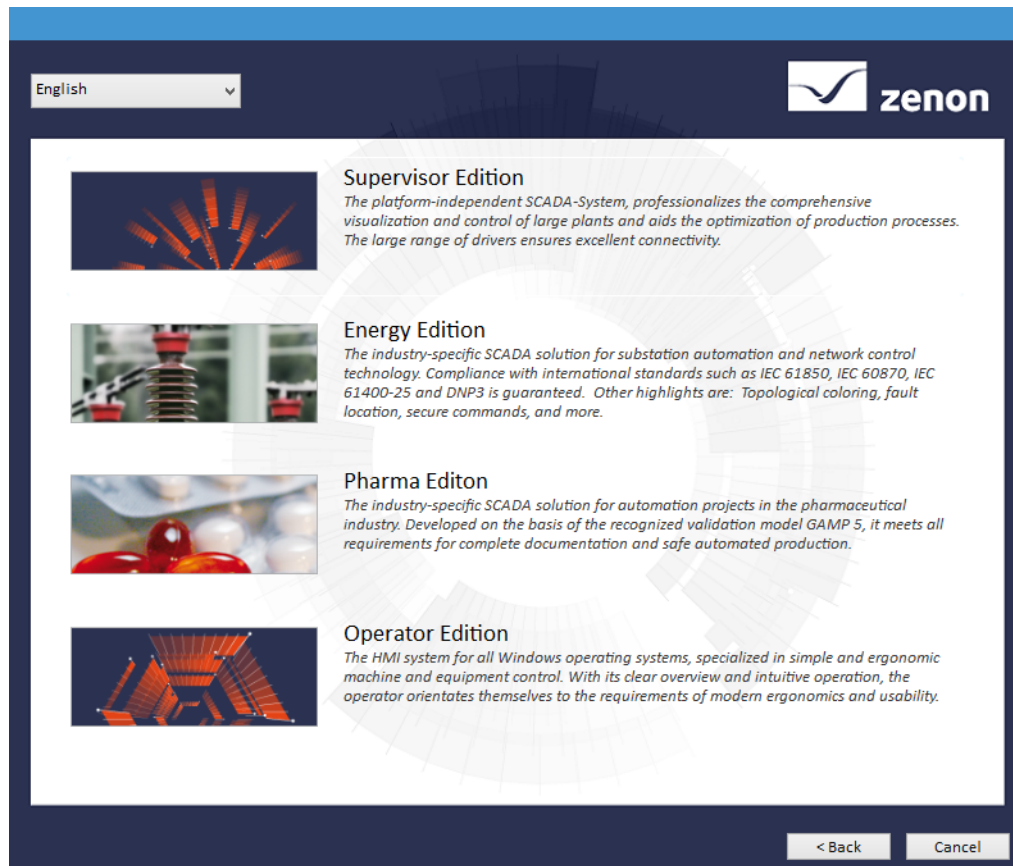 English
zenon
Supervisor Edition
The platform-independent SCADA-System, professionalizes the comprehensive
visualization and control of large plants and aids the optimization of production processes.
The large range of drivers ensures excellent connectivity.
Energy Edition
The industry-specific SCADA solution for substation automation and network control
technology. Compliance with international standards such as IEC 61850, IEC 60870, IEC
61400-25 and DNP3 is guaranteed.  Other highlights are:  Topological coloring, fault
location, secure commands, and more.
Pharma Editon
The industry-specific SCADA solution for automation projects in the pharmaceutical
industry. Developed on the basis of the recognized validation model GAMP 5, it meets all
requirements for complete documentation and safe automated production.
Operator Edition
The HMI system for all Windows operating systems, specialized in simple and ergonomic
machine and equipment control. With its clear overview and intuitive operation, the
operator orientates themselves to the requirements of modern ergonomics and usability.
< Back
Cancel